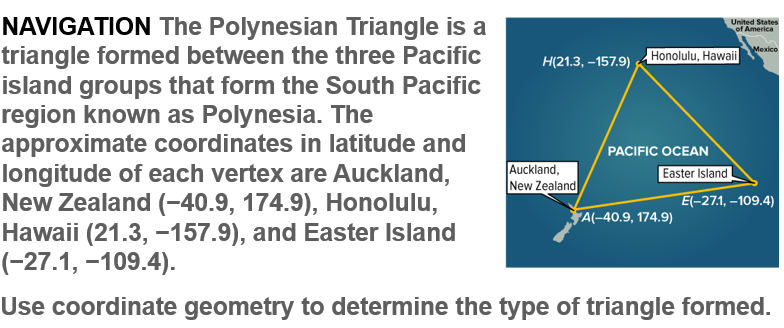 NAVIGATION The Polynesian Triangle is a
triangle formed between the three Pacific
island groups that form the South Pacific
region known as Polynesia. The
approximate coordinates in latitude and
longitude of each vertex are Auckland,
New Zealand (−40.9, 174.9), Honolulu,
Hawaii (21.3, −157.9), and Easter Island
(−27.1, −109.4).
United States
of America
Mexico
H(21.3, −157.9)
Honolulu, Hawaii
PACIFIC OCEAN
Auckland,
New Zealand
Easter Island
E(−27.1, −109.4)
A(−40.9, 174.9)
Use coordinate geometry to determine the type of triangle formed.